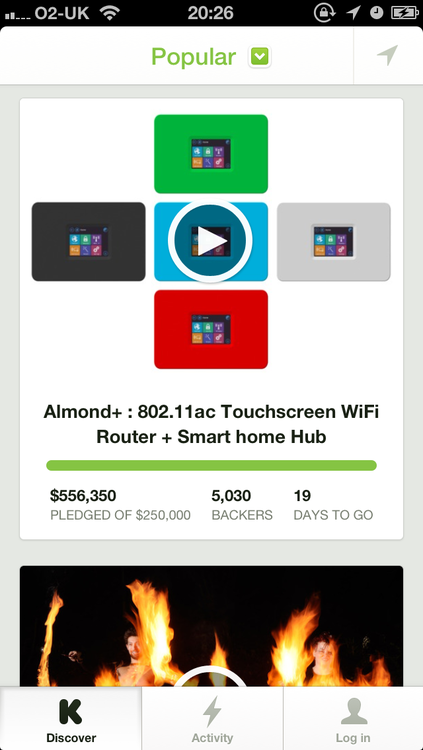 O2-UK 20:26
Popular
Almond+ : 802.11ac Touchscreen WiFi
Router + Smart home Hub
$556,350 5,030 19
PLEDGED OF $250,000 BACKERS DAYS TO GO
Discover Activity Log in